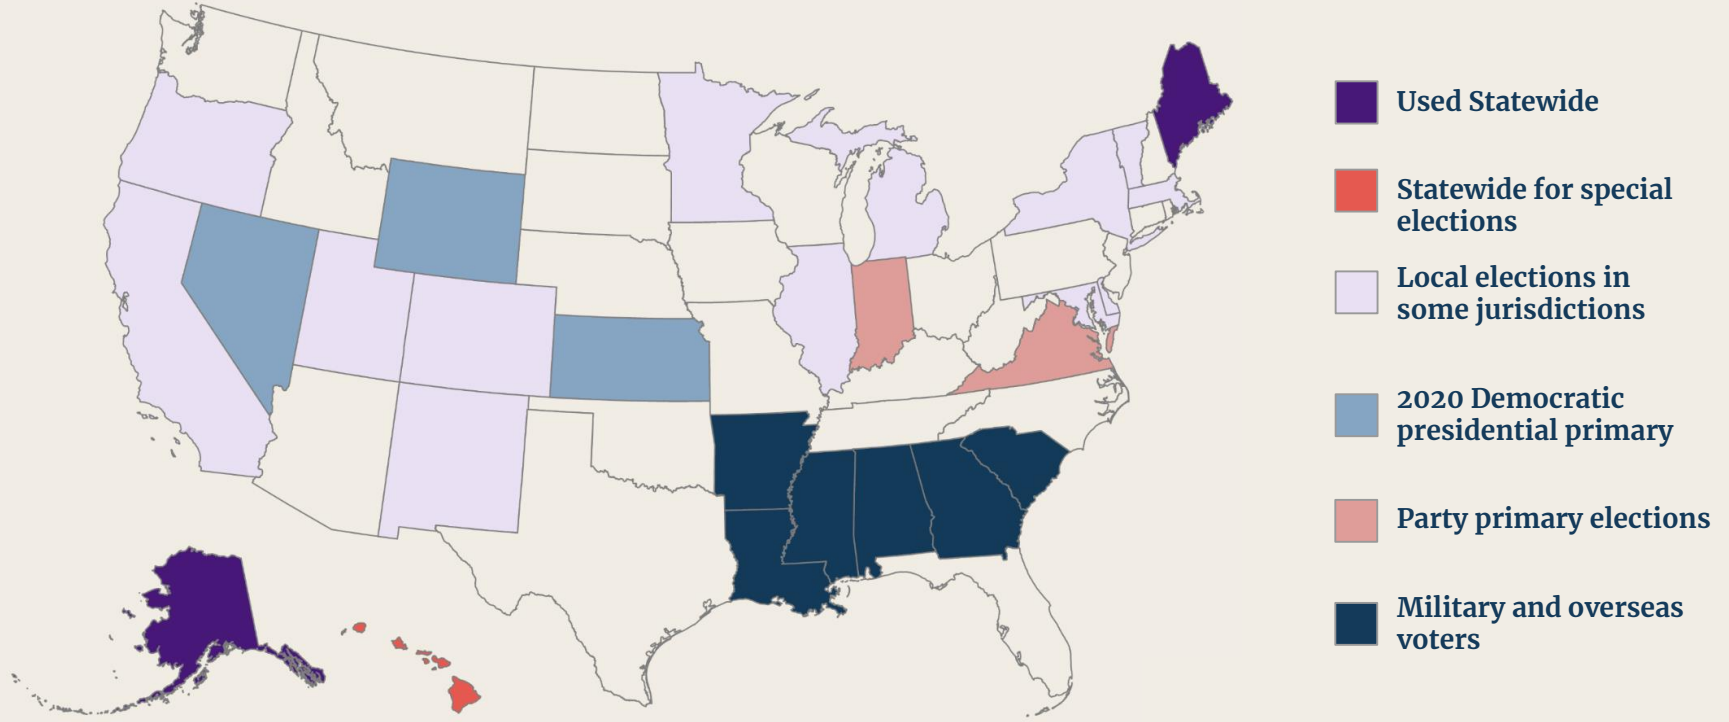 Used Statewide
Statewide for special
elections
Local elections in
some jurisdictions
2020 Democratic
presidential primary
Party primary elections
Military and overseas
voters